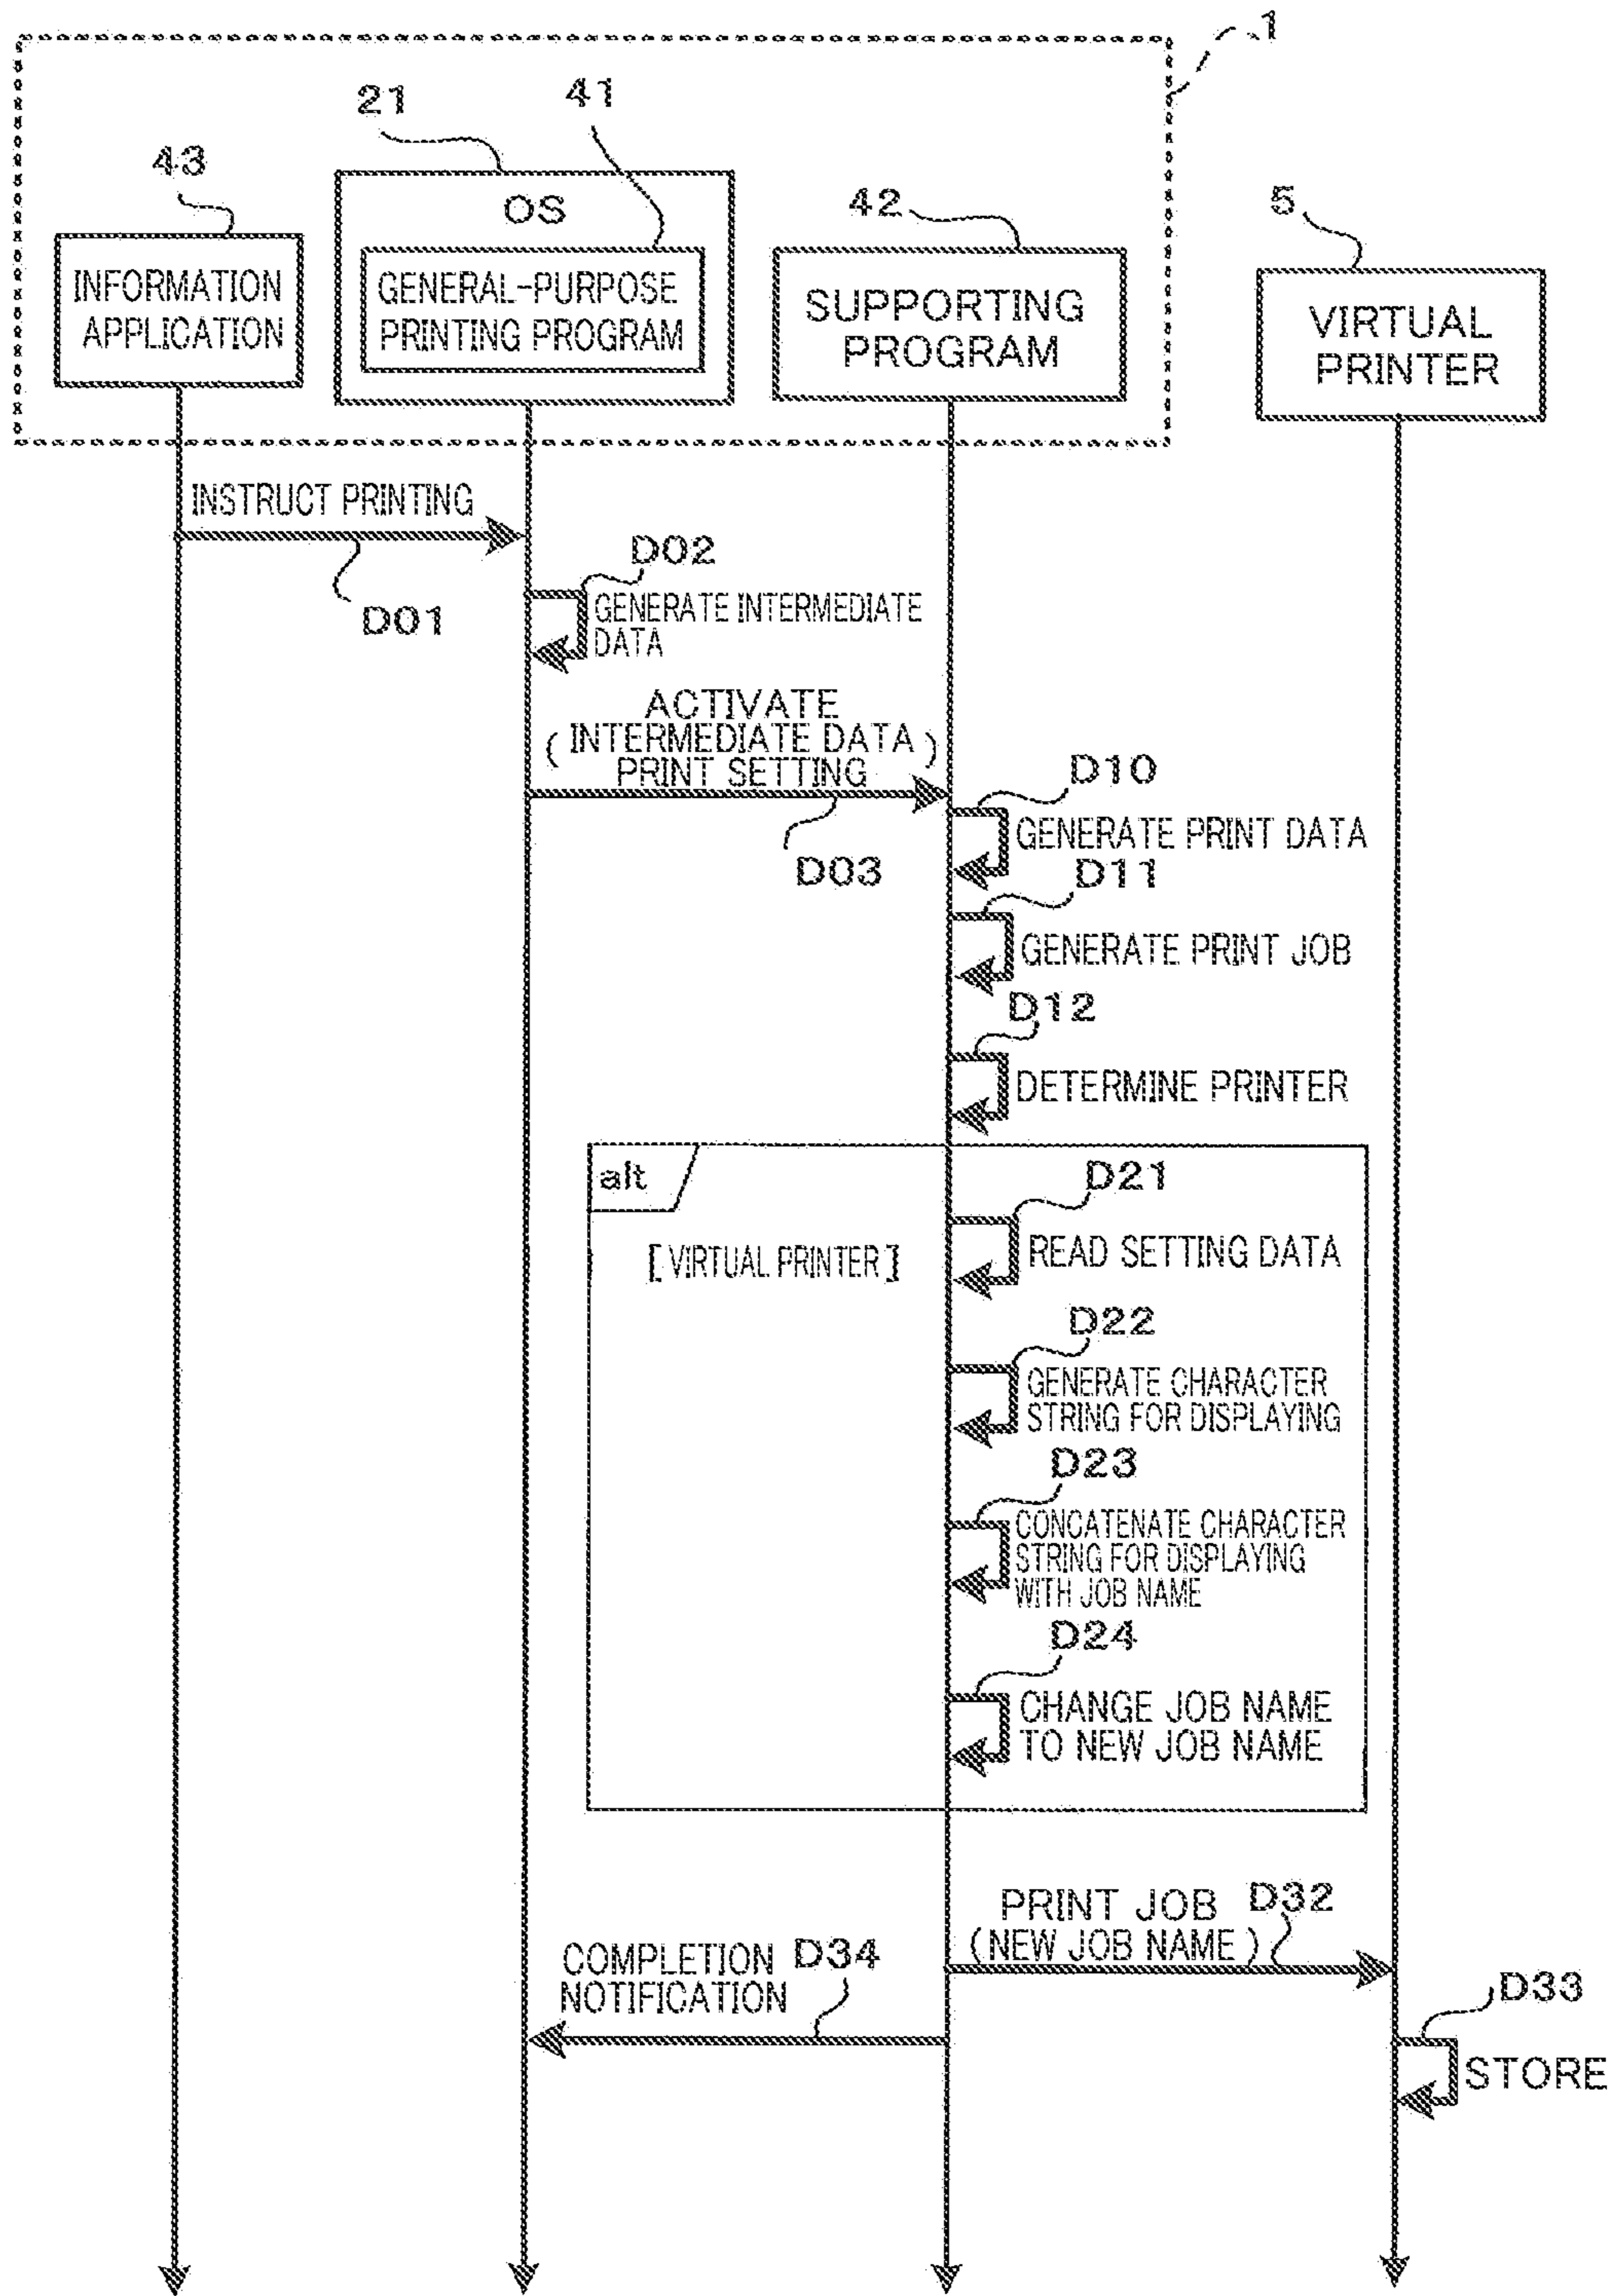 1
21
41
43
OS
42
5
INFORMATION
APPLICATION
GENERAL-PURPOSE
PRINTING PROGRAM
SUPPORTING
PROGRAM
VIRTUAL
PRINTER
INSTRUCT PRINTING
D01
D02
GENERATE INTERMEDIATE
DATA
ACTIVATE
( INTERMEDIATE DATA )
PRINT SETTING
D03
D10
GENERATE PRINT DATA
D11
GENERATE PRINT JOB
D12
DETERMINE PRINTER
alt
[ VIRTUAL PRINTER ]
D21
READ SETTING DATA
D22
GENERATE CHARACTER
STRING FOR DISPLAYING
D23
CONCATENATE CHARACTER
STRING FOR DISPLAYING
WITH JOB NAME
D24
CHANGE JOB NAME
TO NEW JOB NAME
PRINT JOB
( NEW JOB NAME )
D32
COMPLETION
NOTIFICATION
D34
D33
STORE